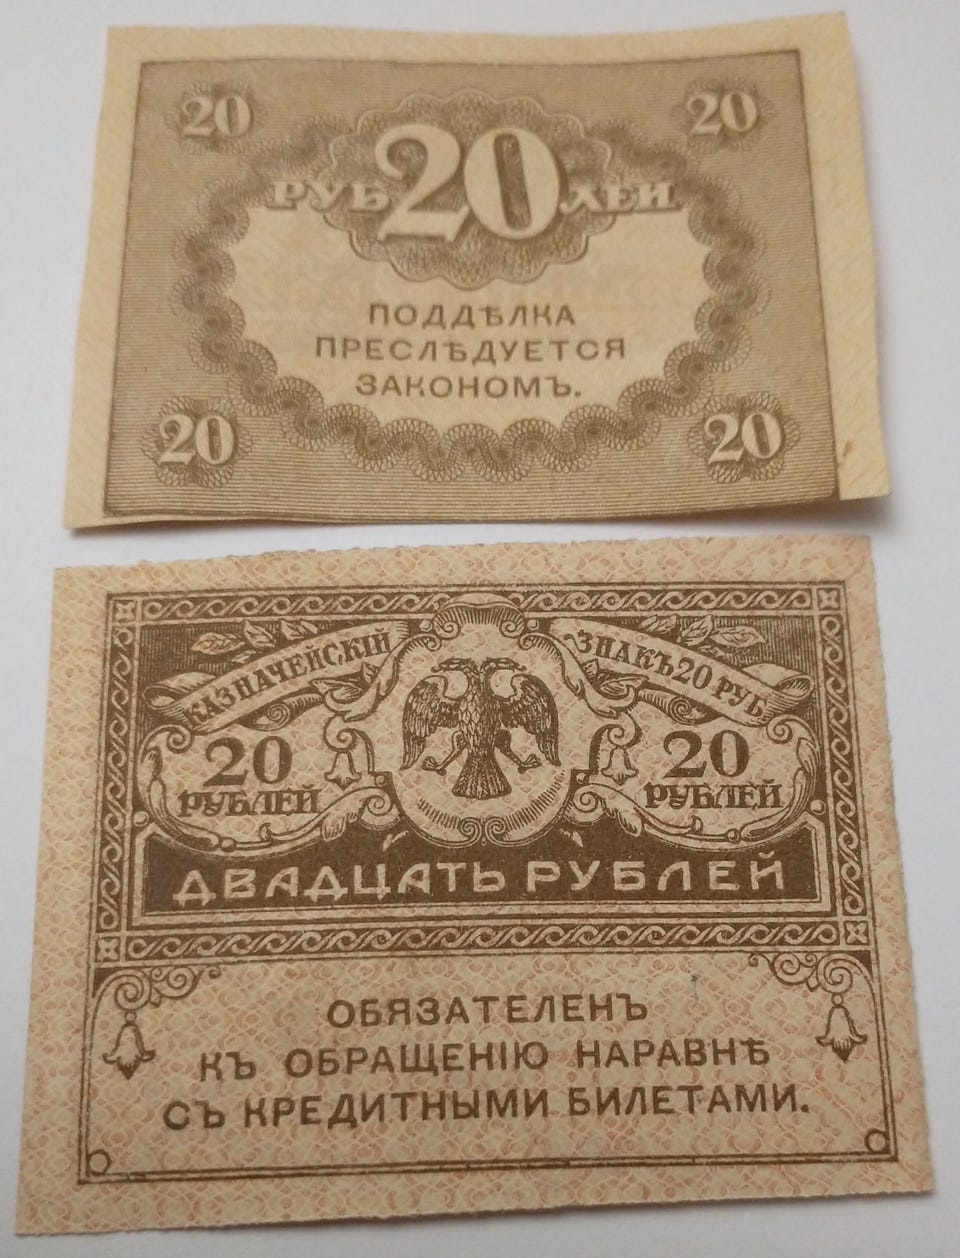 20 20
РУБ 20 ЛЕЙ
ПОДДѢЛКА
ПРЕСЛѢДУЕТСЯ
ЗАКОНОМЪ.
20 20
КАЗНАЧЕЙСКІЙ ЗНАКЪ 20 РУБ
20 20
РУБЛЕЙ РУБЛЕЙ
ДВАДЦАТЬ РУБЛЕЙ
ОБЯЗАТЕЛЕНЪ
КЪ ОБРАЩЕНІЮ НАРАВНѢ
СЪ КРЕДИТНЫМИ БИЛЕТАМИ.